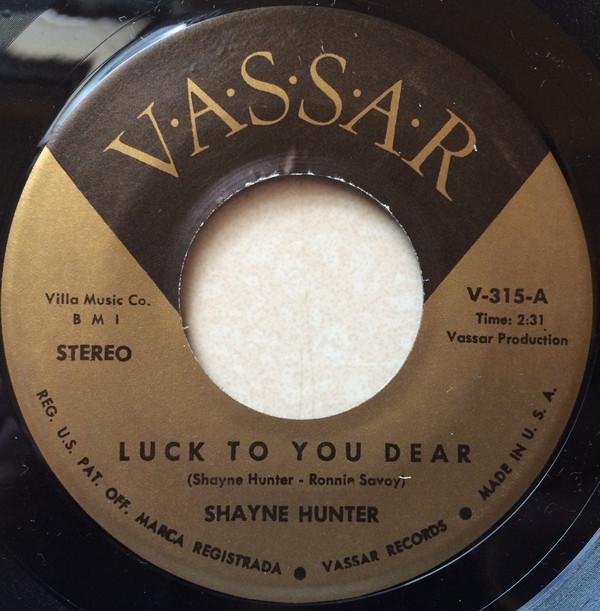 V·A·S·S·A·R
Villa Music Co.
B M I
STEREO
V-315-A
Time: 2:31
Vassar Production
LUCK TO YOU DEAR
(Shayne Hunter - Ronnie Savoy)
SHAYNE HUNTER
REG. U.S. PAT. OFF. MARCA REGISTRADA ● VASSAR RECORDS ● MADE IN U. S. A.